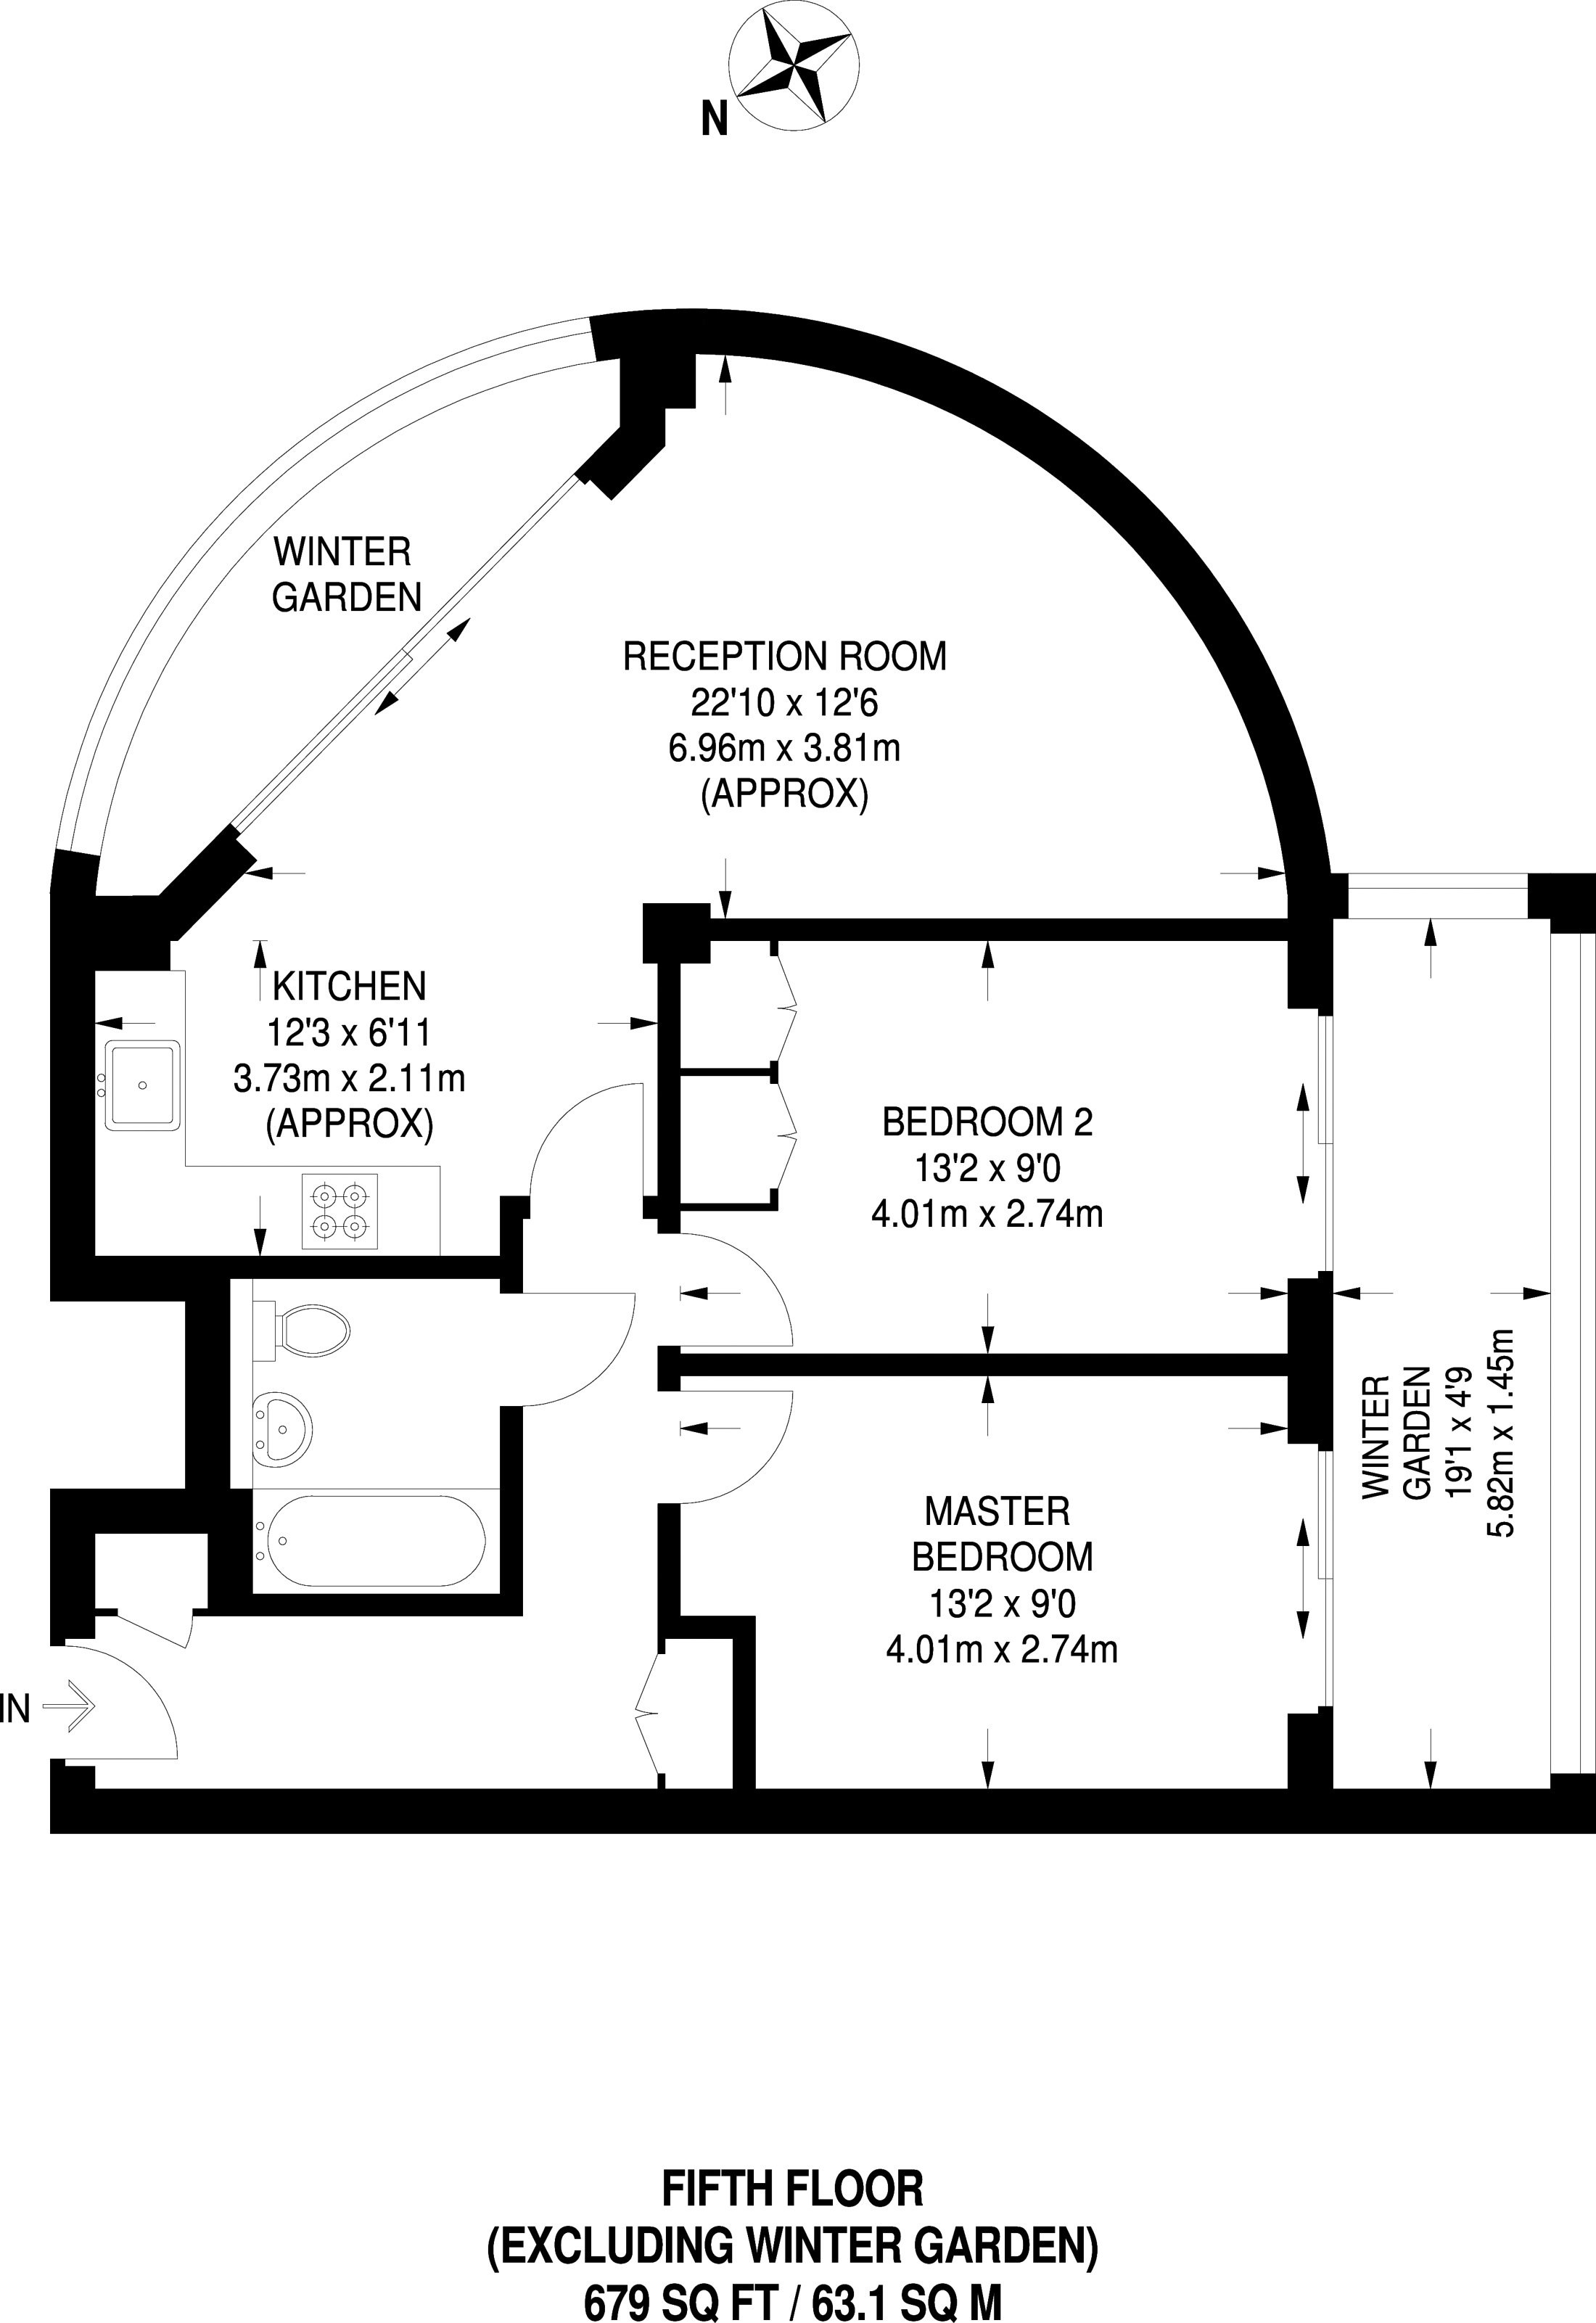 N
WINTER
GARDEN
RECEPTION ROOM
22'10 x 12'6
6.96m x 3.81m
(APPROX)
KITCHEN
12'3 x 6'11
3.73m x 2.11m
(APPROX)
BEDROOM 2
13'2 x 9'0
4.01m x 2.74m
WINTER
GARDEN
19'1 x 4'9
5.82m x 1.45m
MASTER
BEDROOM
13'2 x 9'0
4.01m x 2.74m
IN
FIFTH FLOOR
(EXCLUDING WINTER GARDEN)
679 SQ FT / 63.1 SQ M